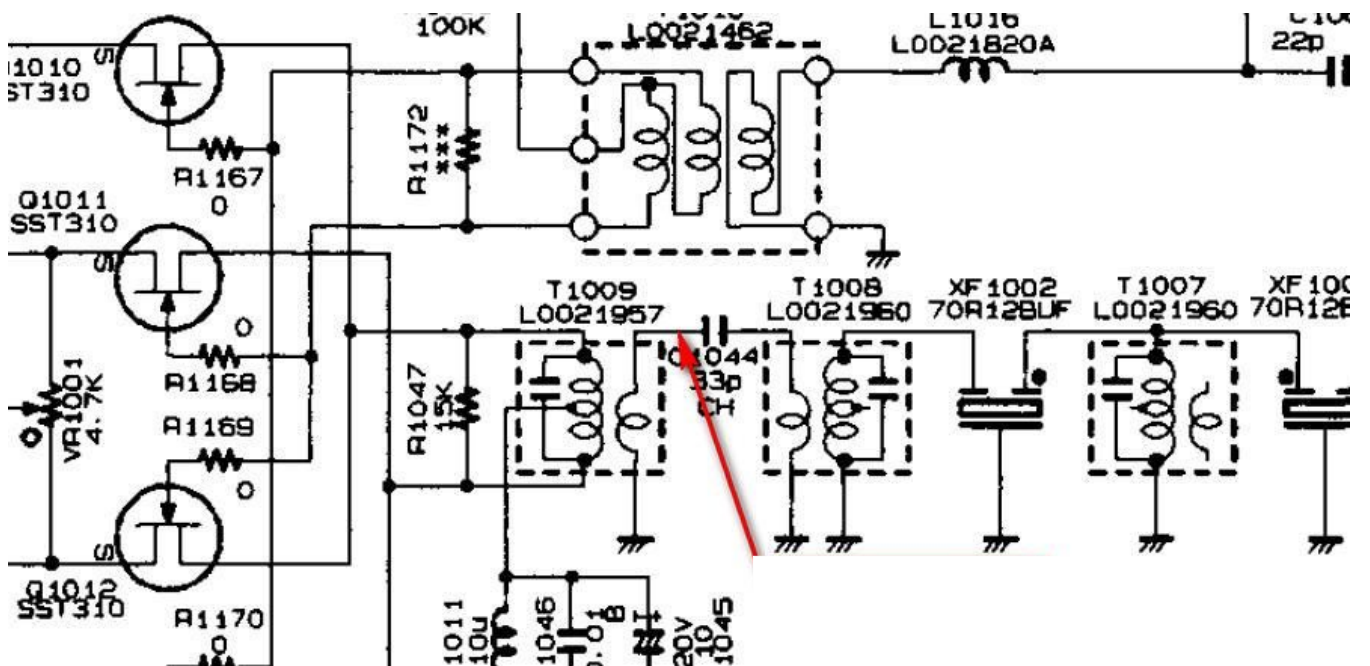 100K
L0021462
L1016
L0021820A
22p
ST310
R1172
***
R1167
0
Q1011
SST310
S
S
T1009
L0021957
T1008
L0021960
XF1002
70R12BUF
T1007
L0021960
0
R1168
VR1001
4.7K
R1169
0
R1047
15K
C1044
33p
CH
S
Q1012
SST310
R1170
0
1011
10u
1046
0.01
B
20V
10
1045